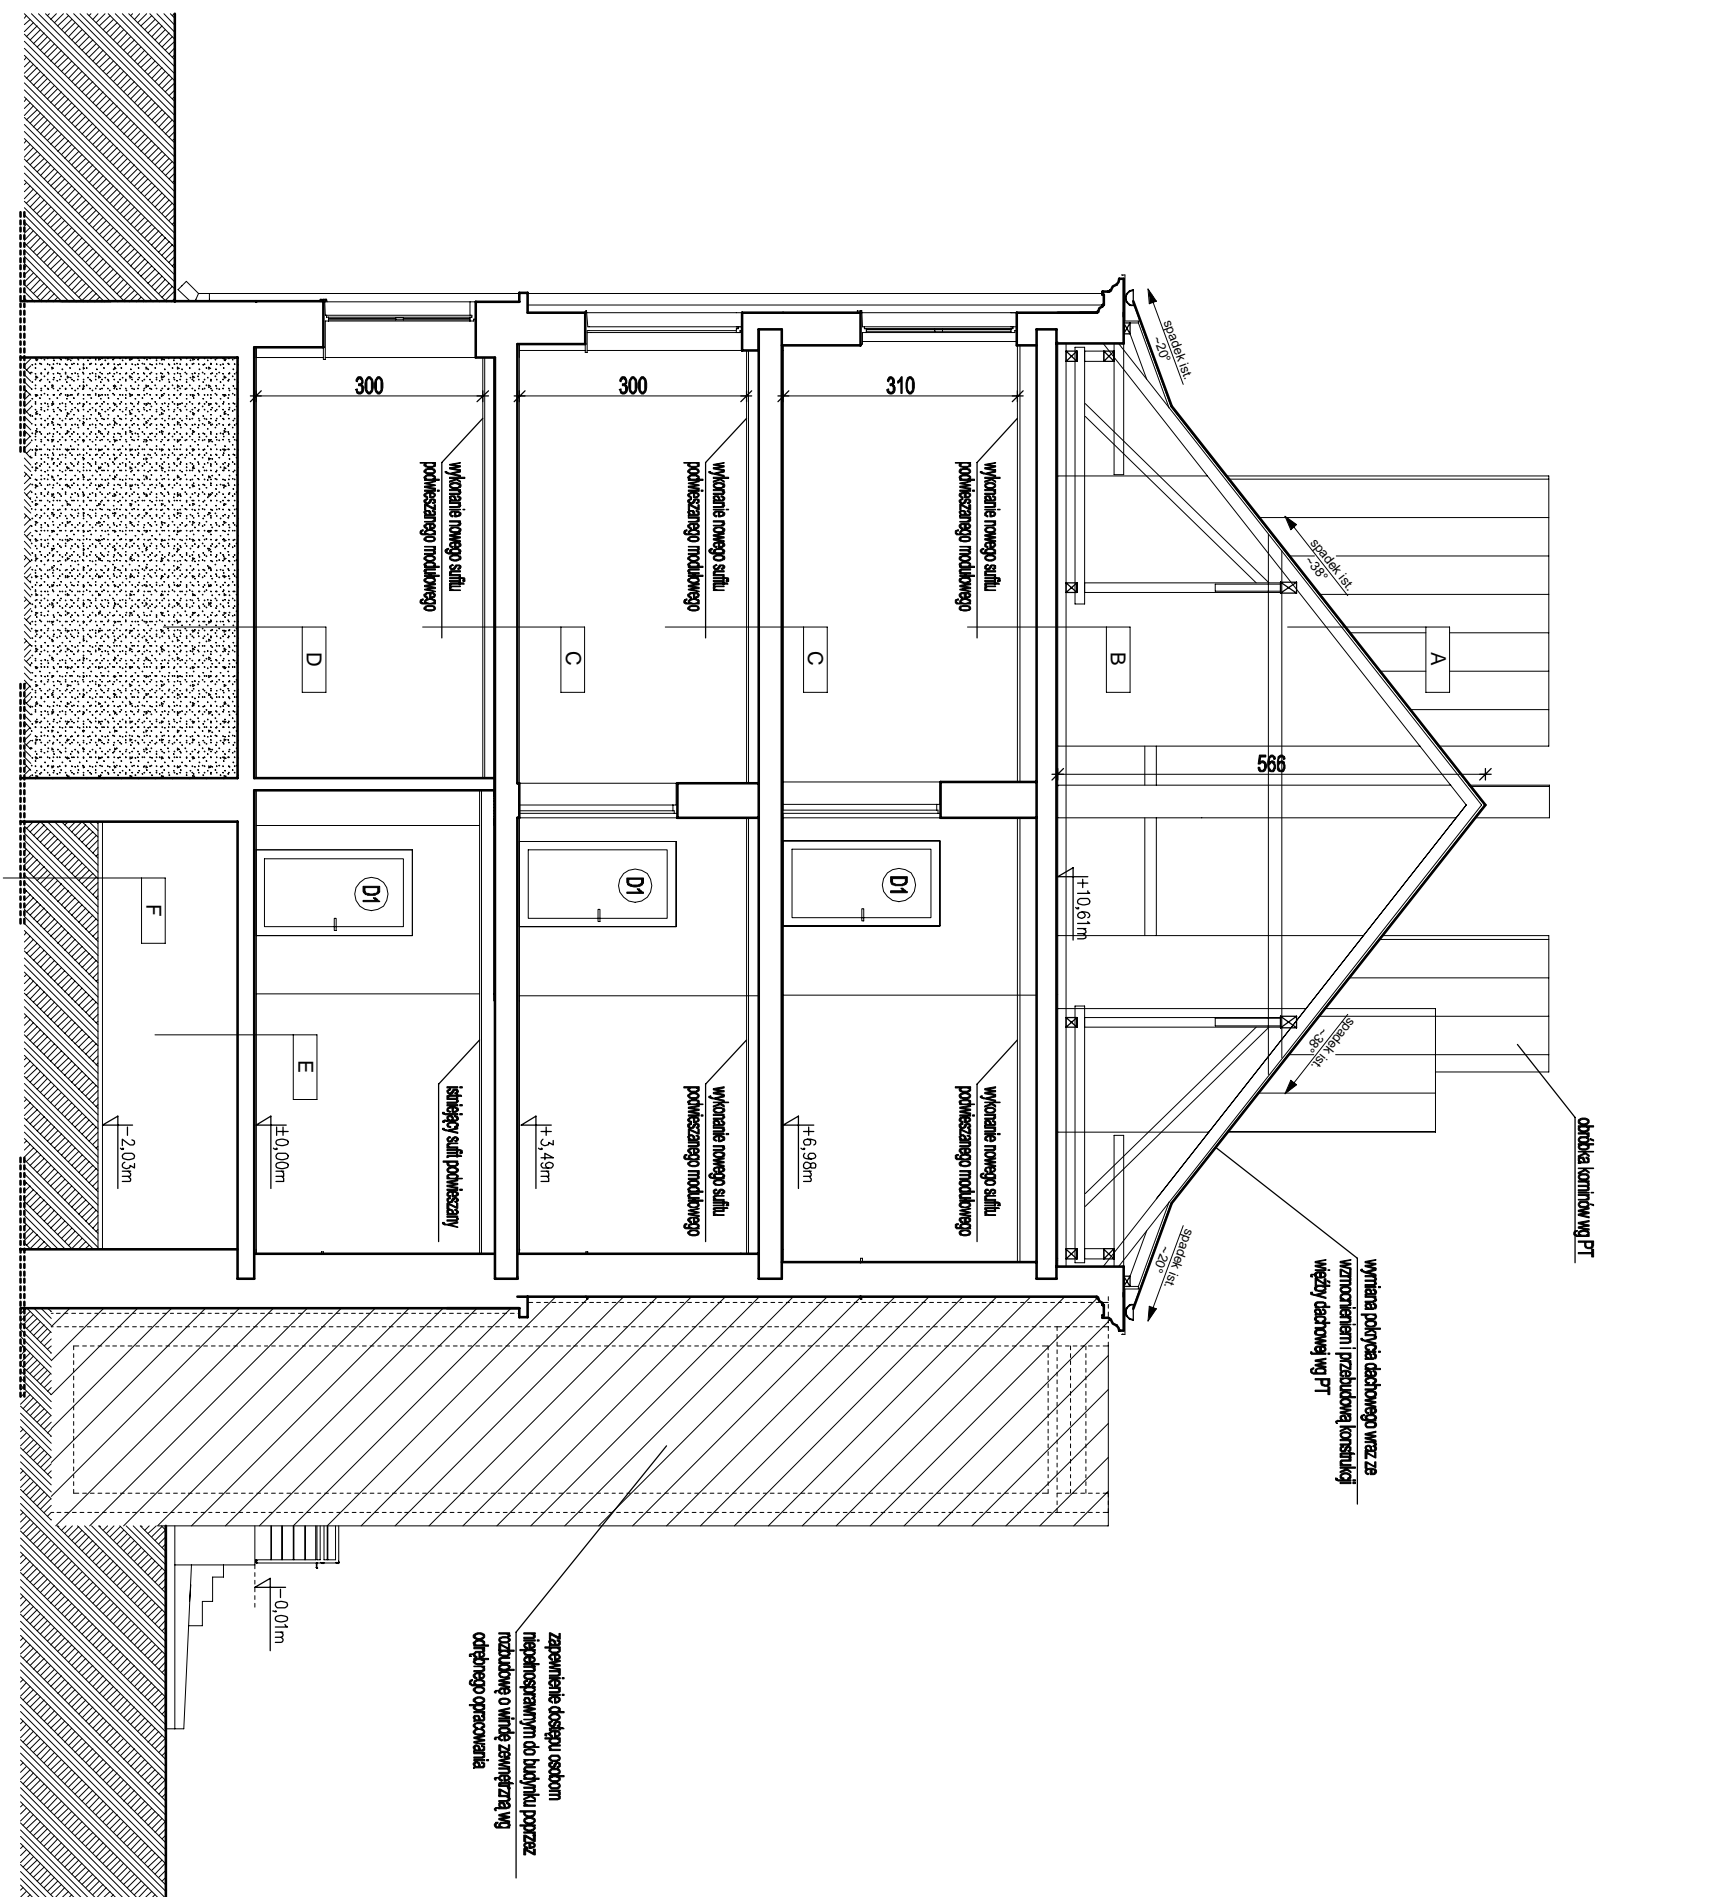 obróbka kominów wg PT
wymiana pokrycia dachowego wraz ze
wzmocnieniem i przebudową konstrukcji
więźby dachowej wg PT
spadek ist.
~20°
spadek ist.
~38°
spadek ist.
~38°
spadek ist.
~20°
A
566
B
+10,61m
310
wykonanie nowego sufitu
podwieszanego modułowego
wykonanie nowego sufitu
podwieszanego modułowego
C
D1
+6,98m
300
wykonanie nowego sufitu
podwieszanego modułowego
wykonanie nowego sufitu
podwieszanego modułowego
C
D1
+3,49m
300
wykonanie nowego sufitu
podwieszanego modułowego
istniejący sufit podwieszany
D
D1
E
±0,00m
F
-2,03m
zapewnienie dostępu osobom
niepełnosprawnym do budynku poprzez
rozbudowę o windę zewnętrzną wg
odrębnego opracowania
-0,01m